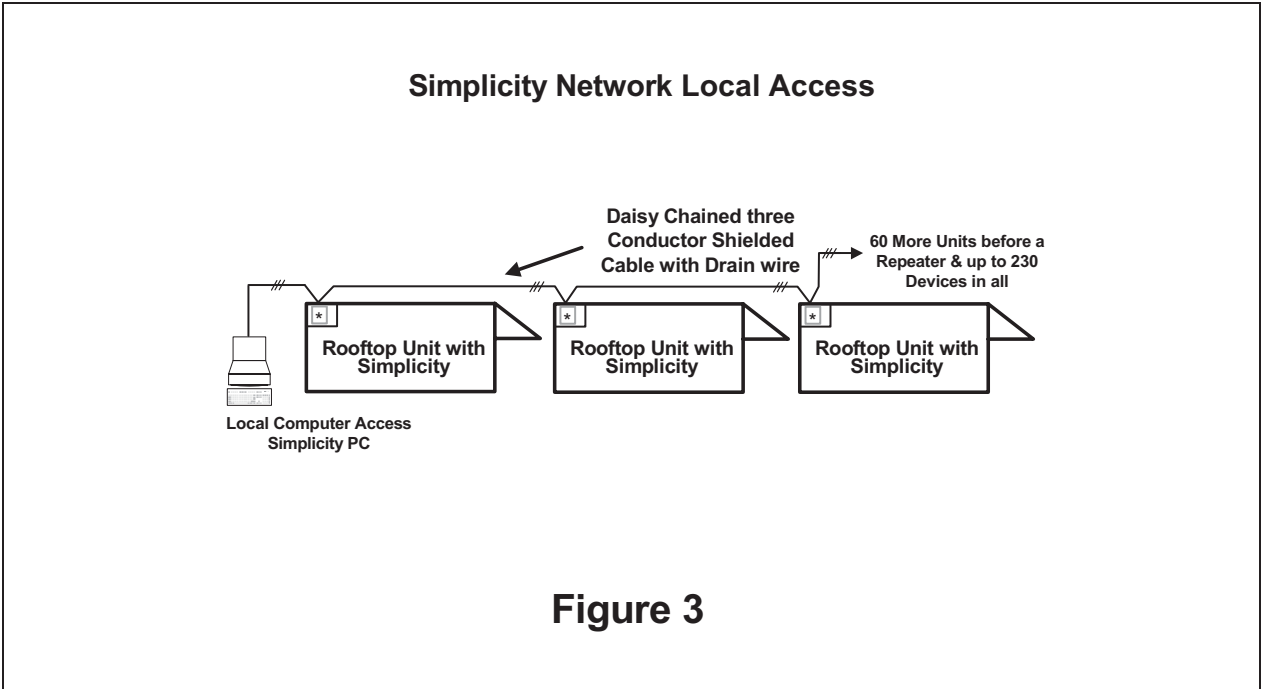 Simplicity Network Local Access
Daisy Chained three
Conductor Shielded
Cable with Drain wire
60 More Units before a
Repeater & up to 230
Devices in all
*
Rooftop Unit with
Simplicity
*
Rooftop Unit with
Simplicity
*
Rooftop Unit with
Simplicity
Local Computer Access
Simplicity PC
Figure 3